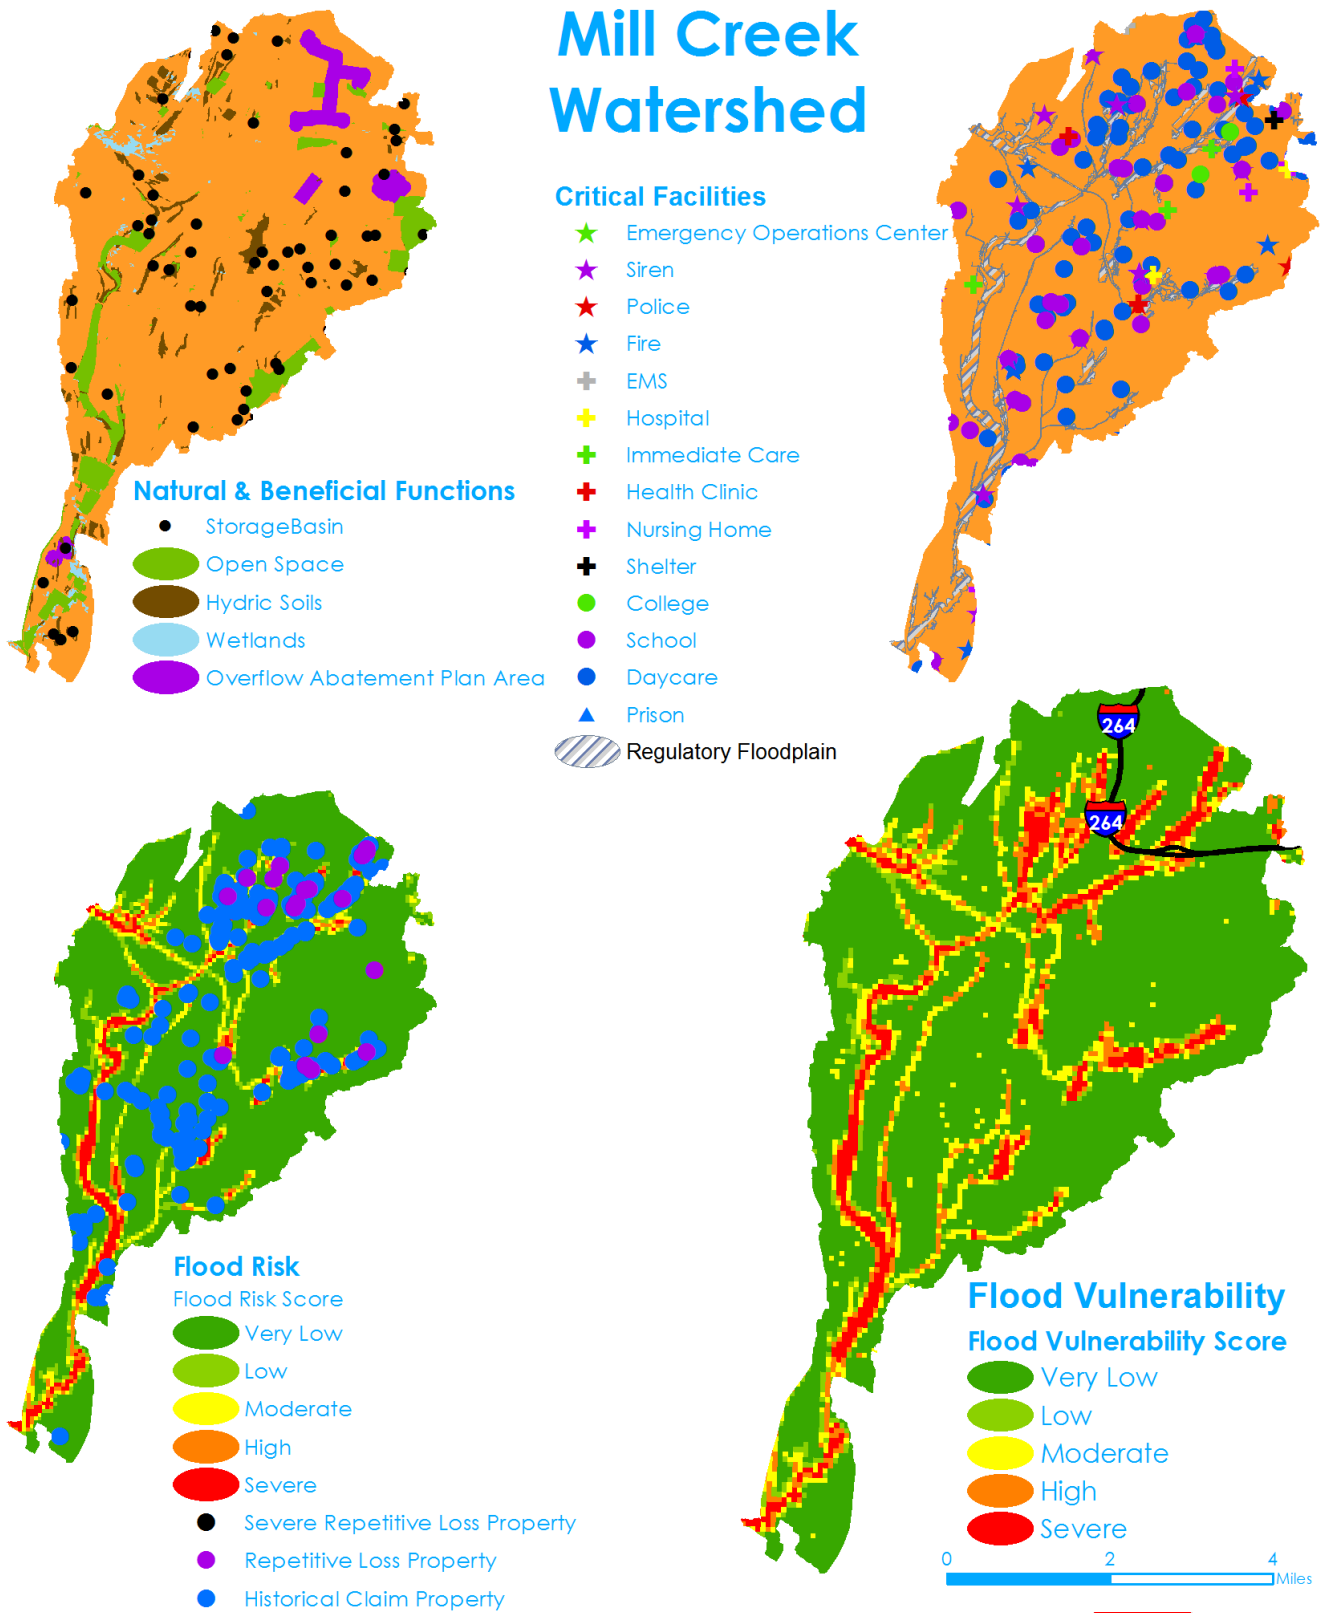 Mill Creek
Watershed
Critical Facilities
Emergency Operations Center
Siren
Police
Fire
EMS
Hospital
Immediate Care
Health Clinic
Nursing Home
Shelter
College
School
Daycare
Prison
Regulatory Floodplain
Natural & Beneficial Functions
StorageBasin
Open Space
Hydric Soils
Wetlands
Overflow Abatement Plan Area
264
264
Flood Risk
Flood Risk Score
Very Low
Low
Moderate
High
Severe
Severe Repetitive Loss Property
Repetitive Loss Property
Historical Claim Property
Flood Vulnerability
Flood Vulnerability Score
Very Low
Low
Moderate
High
Severe
0 2 4
Miles